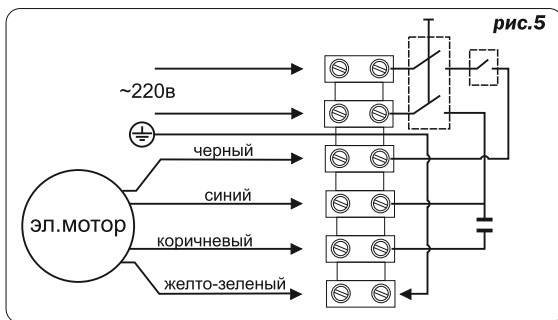 рис.5
~220в
черный
синий
эл.мотор
коричневый
желто-зеленый